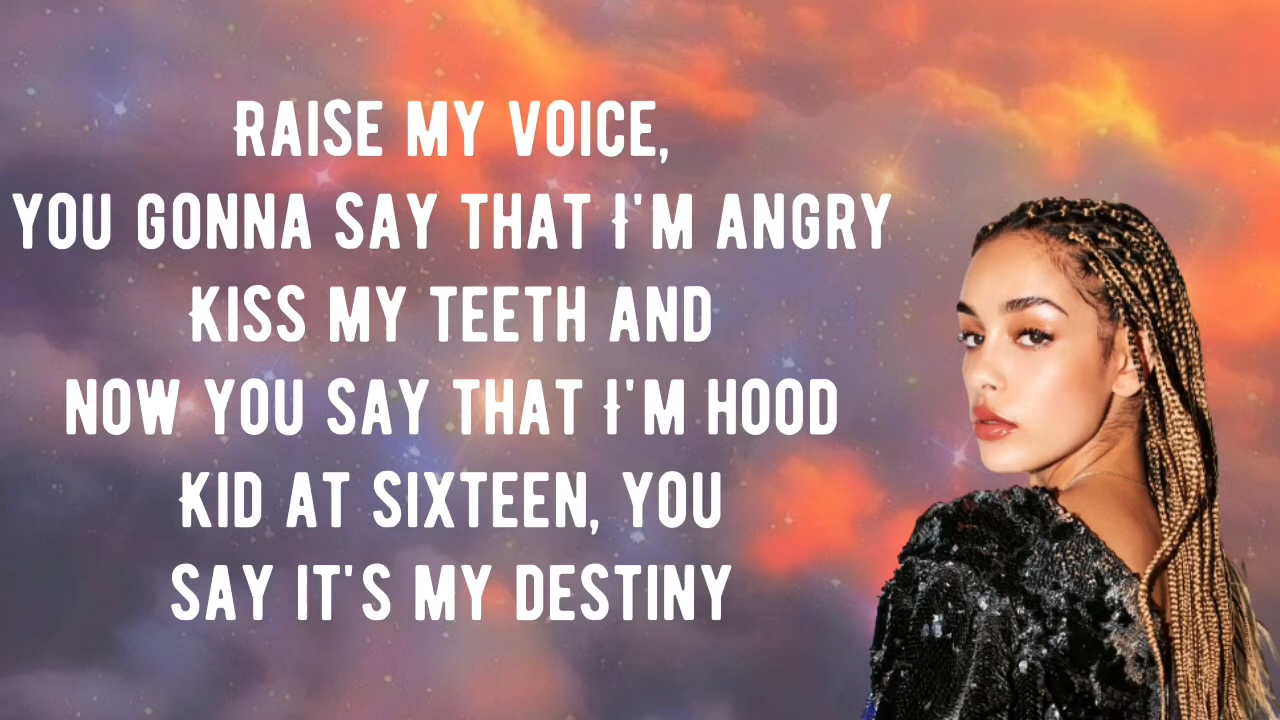 RAISE MY VOICE,
YOU GONNA SAY THAT I'M ANGRY
KISS MY TEETH AND
NOW YOU SAY THAT I'M HOOD
KID AT SIXTEEN, YOU
SAY IT'S MY DESTINY